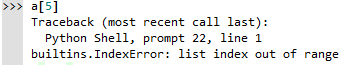 >>> a[5]
Traceback (most recent call last):
  Python Shell, prompt 22, line 1
builtins.IndexError: list index out of range